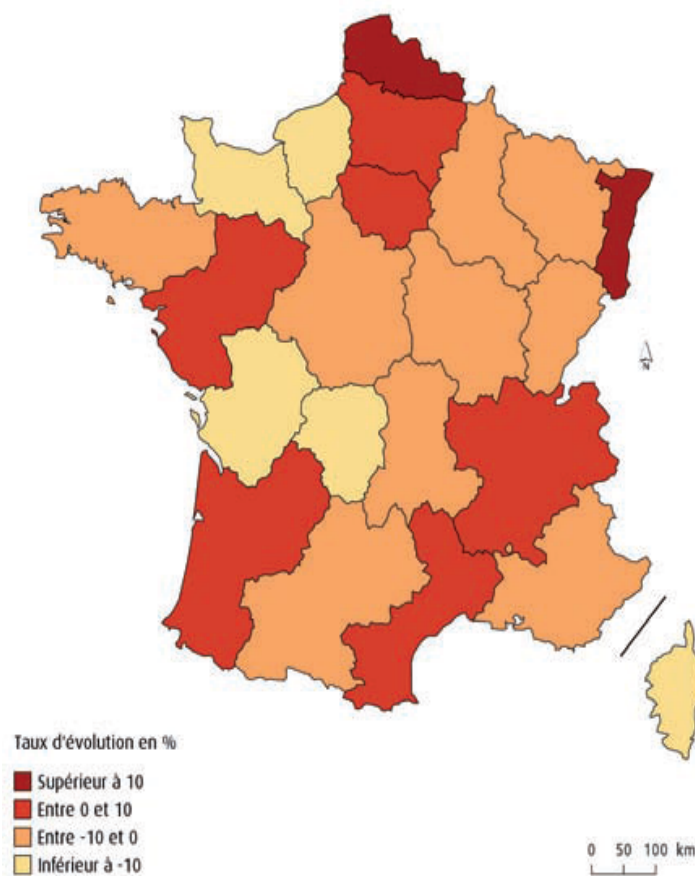 N
Taux d'évolution en %
Supérieur à 10
Entre 0 et 10
Entre -10 et 0
Inférieur à -10
0 50 100 km